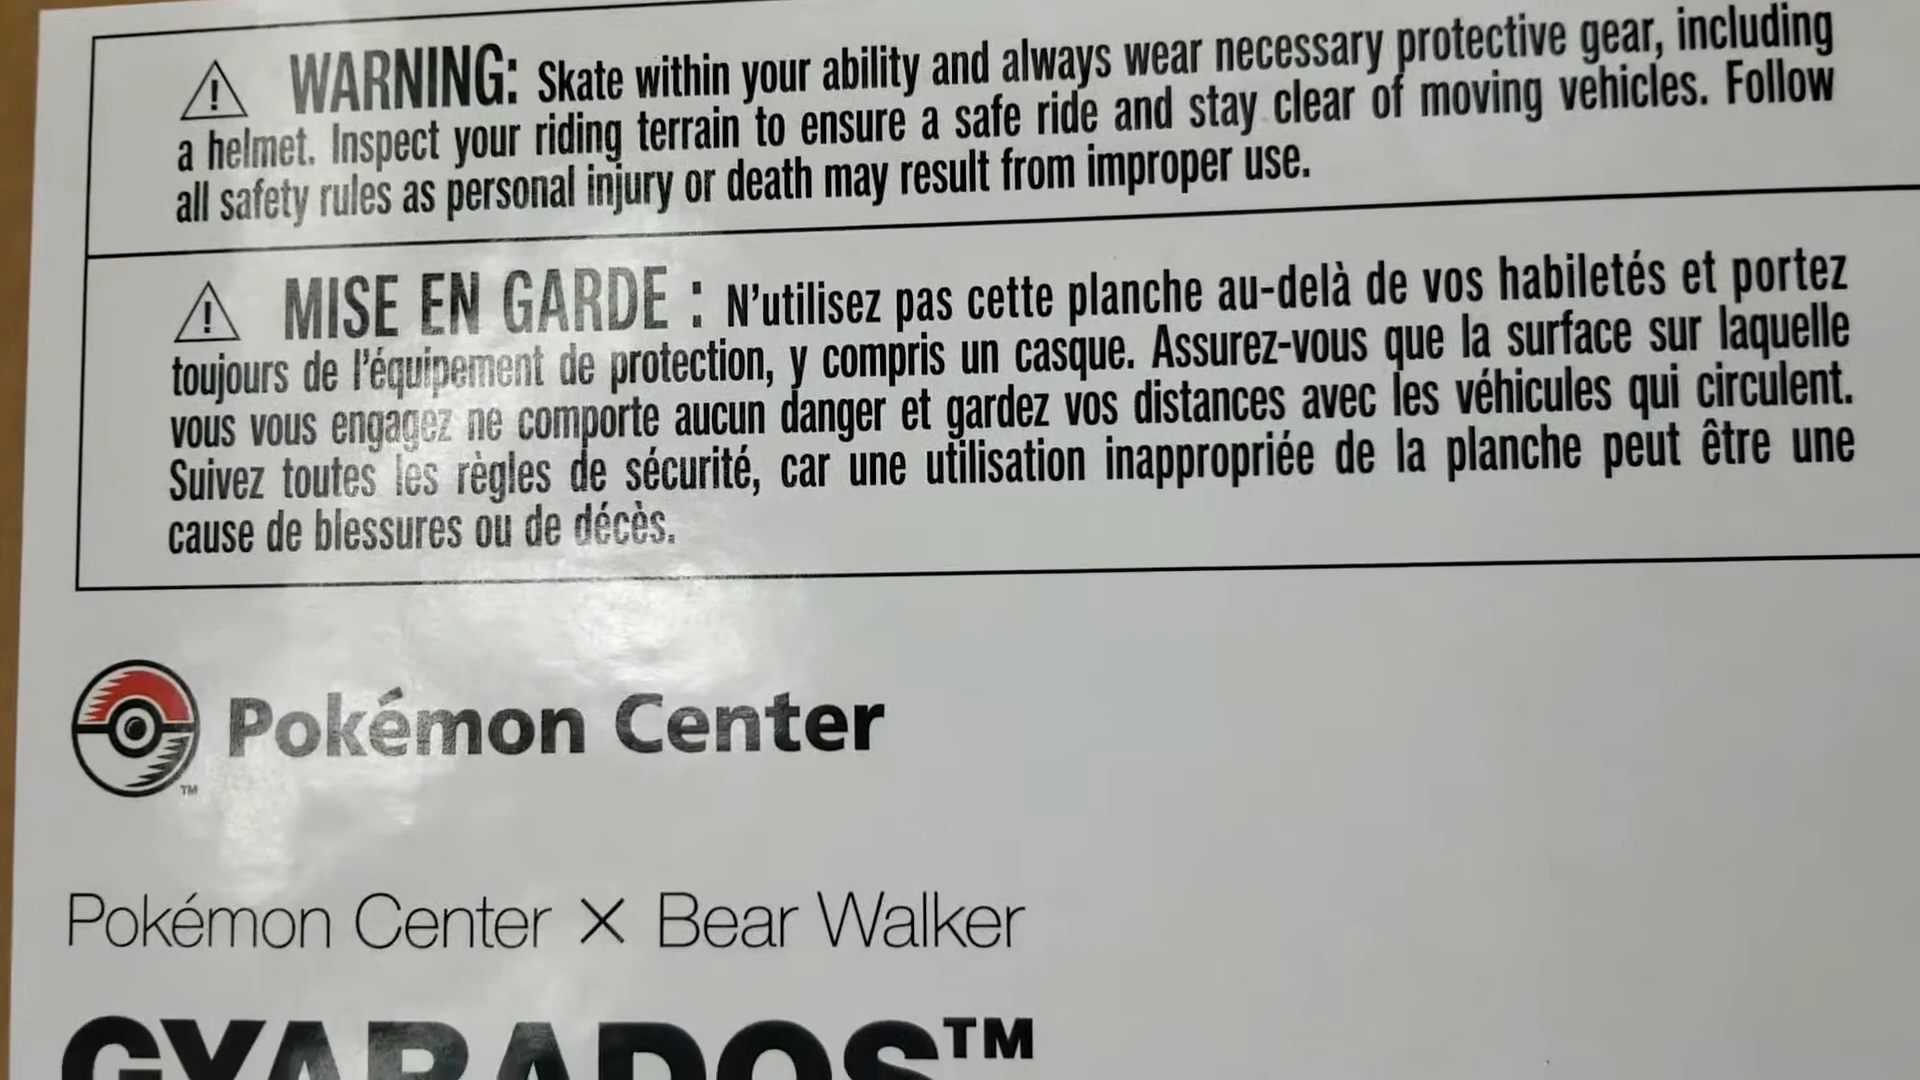 ⚠ WARNING: Skate within your ability and always wear necessary protective gear, including
a helmet. Inspect your riding terrain to ensure a safe ride and stay clear of moving vehicles. Follow
all safety rules as personal injury or death may result from improper use.
⚠ MISE EN GARDE : N'utilisez pas cette planche au-delà de vos habiletés et portez
toujours de l'équipement de protection, y compris un casque. Assurez-vous que la surface sur laquelle
vous vous engagez ne comporte aucun danger et gardez vos distances avec les véhicules qui circulent.
Suivez toutes les règles de sécurité, car une utilisation inappropriée de la planche peut être une
cause de blessures ou de décès.
Pokémon Center
TM
Pokémon Center × Bear Walker
GYARADOS™